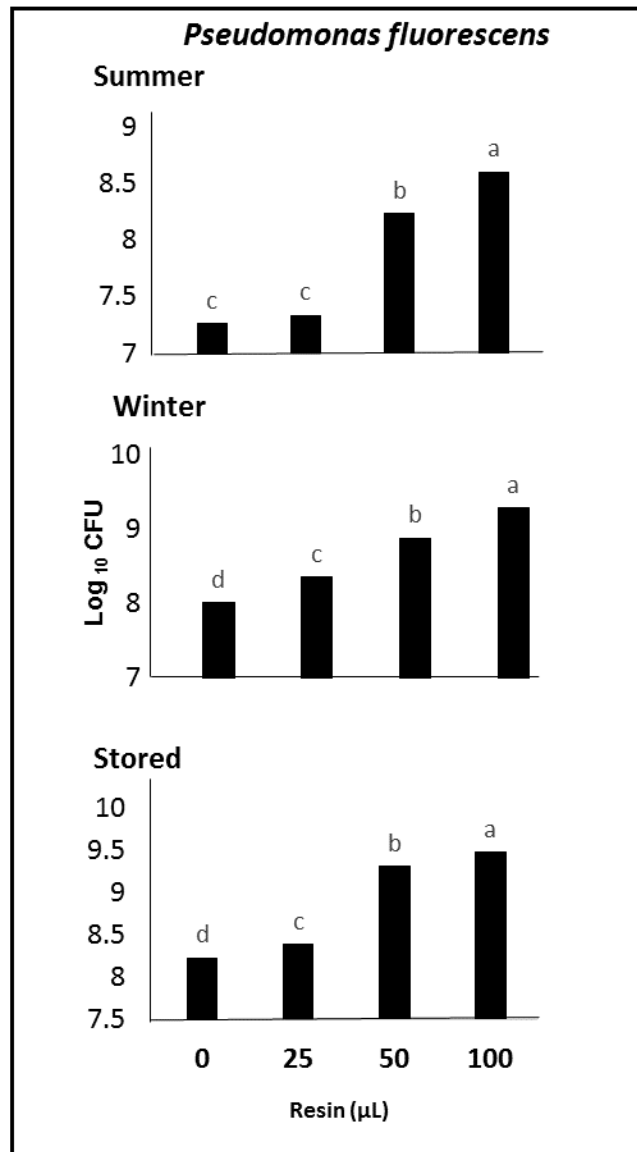 Pseudomonas fluorescens
Summer
9
8.5
8
7.5
7
c
c
b
a
Winter
10
9
8
7
Log 10 CFU
d
c
b
a
Stored
10
9.5
9
8.5
8
7.5
d
c
b
a
0 25 50 100
Resin (µL)